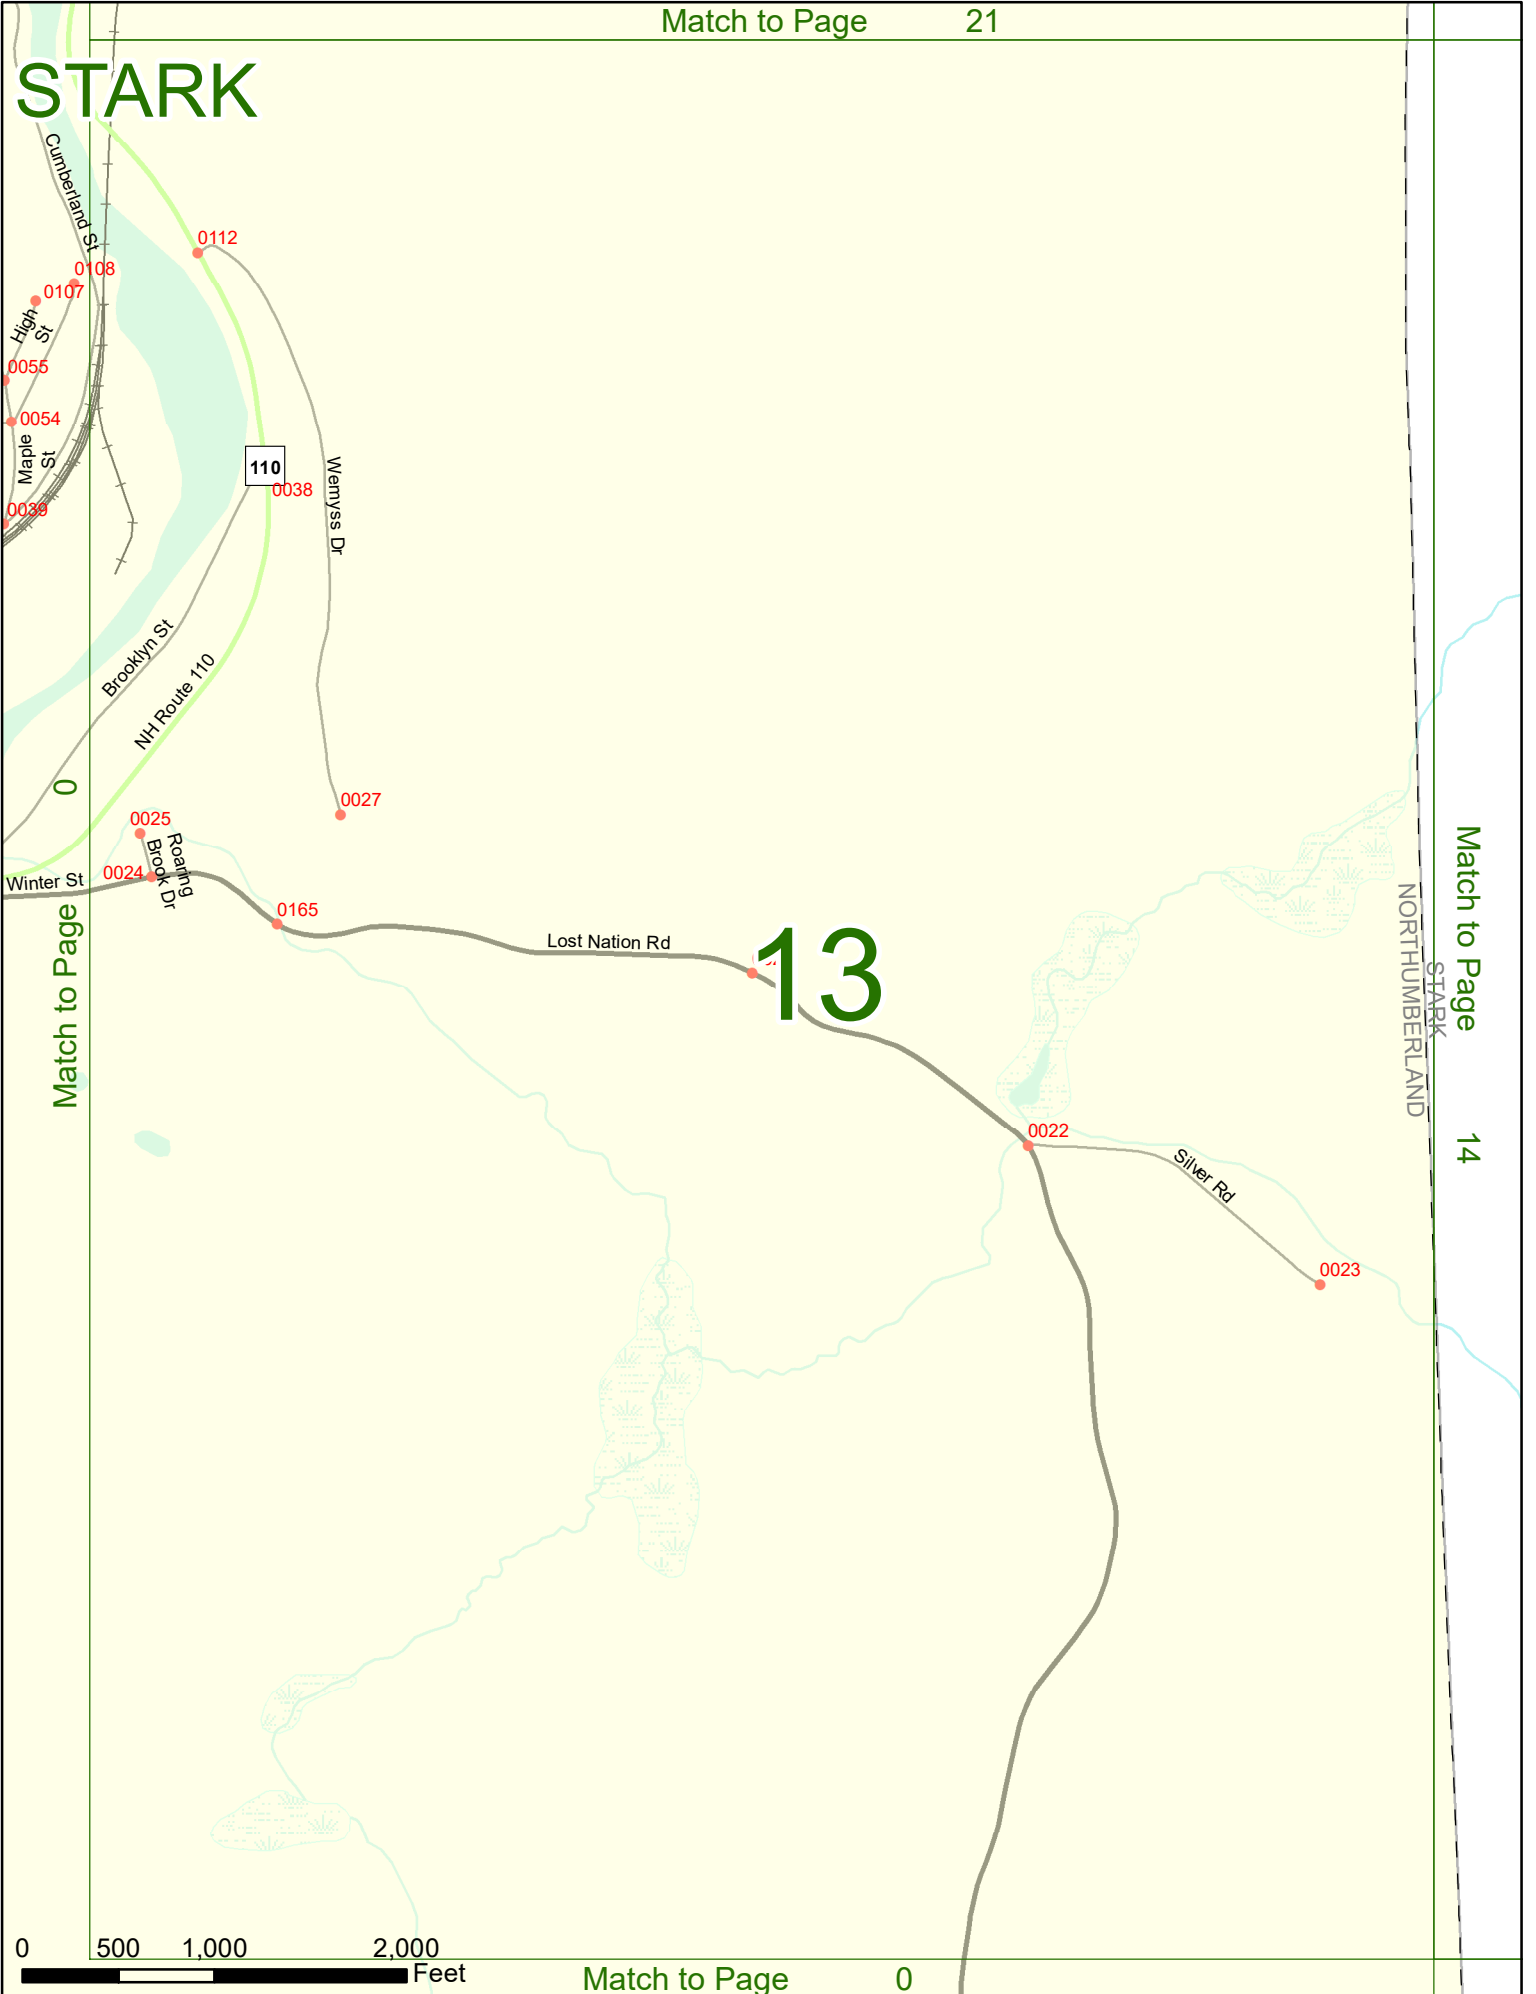 Match to Page 21
STARK
Cumberland St
0112
0108
0107
High St
0055
0054
Maple St
110
0038
0039
Wemyss Dr
Brooklyn St
NH Route 110
0
Match to Page
0027
0025
Roaring Brook Dr
0024
Winter St
0165
Lost Nation Rd
13
NORTHUMBERLAND
STARK
Match to Page 14
0022
Silver Rd
0023
0 500 1,000 2,000
Feet
Match to Page 0